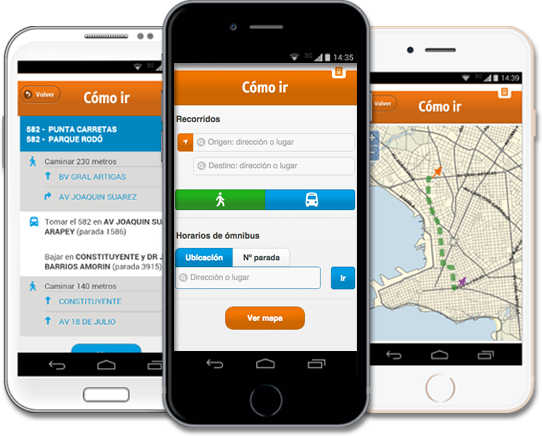 Volver
Cómo ir
582 - PUNTA CARRETAS
582 - PARQUE RODÓ
Caminar 230 metros
BV GRAL ARTIGAS
AV JOAQUIN SUAREZ
Tomar el 582 en AV JOAQUIN SU
ARAPEY (parada 1586)
Bajar en CONSTITUYENTE y DR J
BARRIOS AMORIN (parada 3915)
Caminar 140 metros
CONSTITUYENTE
AV 18 DE JULIO
3G 14:35
Cómo ir
Recorridos
Origen: dirección o lugar
Destino: dirección o lugar
Horarios de ómnibus
Ubicación
Nº parada
Dirección o lugar
Ir
Ver mapa
3G 14:39
Volver
Cómo ir